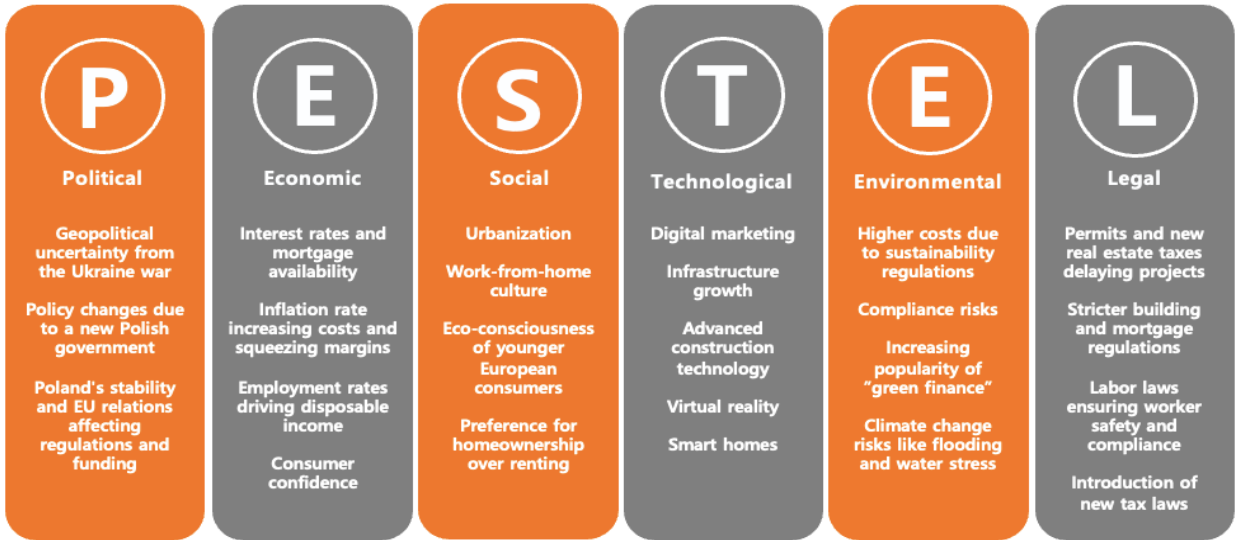 P
Political
Geopolitical
uncertainty from
the Ukraine war
Policy changes due
to a new Polish
government
Poland's stability
and EU relations
affecting
regulations and
funding
E
Economic
Interest rates and
mortgage
availability
Inflation rate
increasing costs and
squeezing margins
Employment rates
driving disposable
income
Consumer
confidence
S
Social
Urbanization
Work-from-home
culture
Eco-consciousness
of younger
European
consumers
Preference for
homeownership
over renting
T
Technological
Digital marketing
Infrastructure
growth
Advanced
construction
technology
Virtual reality
Smart homes
E
Environmental
Higher costs due
to sustainability
regulations
Compliance risks
Increasing
popularity of
“green finance”
Climate change
risks like flooding
and water stress
L
Legal
Permits and new
real estate taxes
delaying projects
Stricter building
and mortgage
regulations
Labor laws
ensuring worker
safety and
compliance
Introduction of
new tax laws